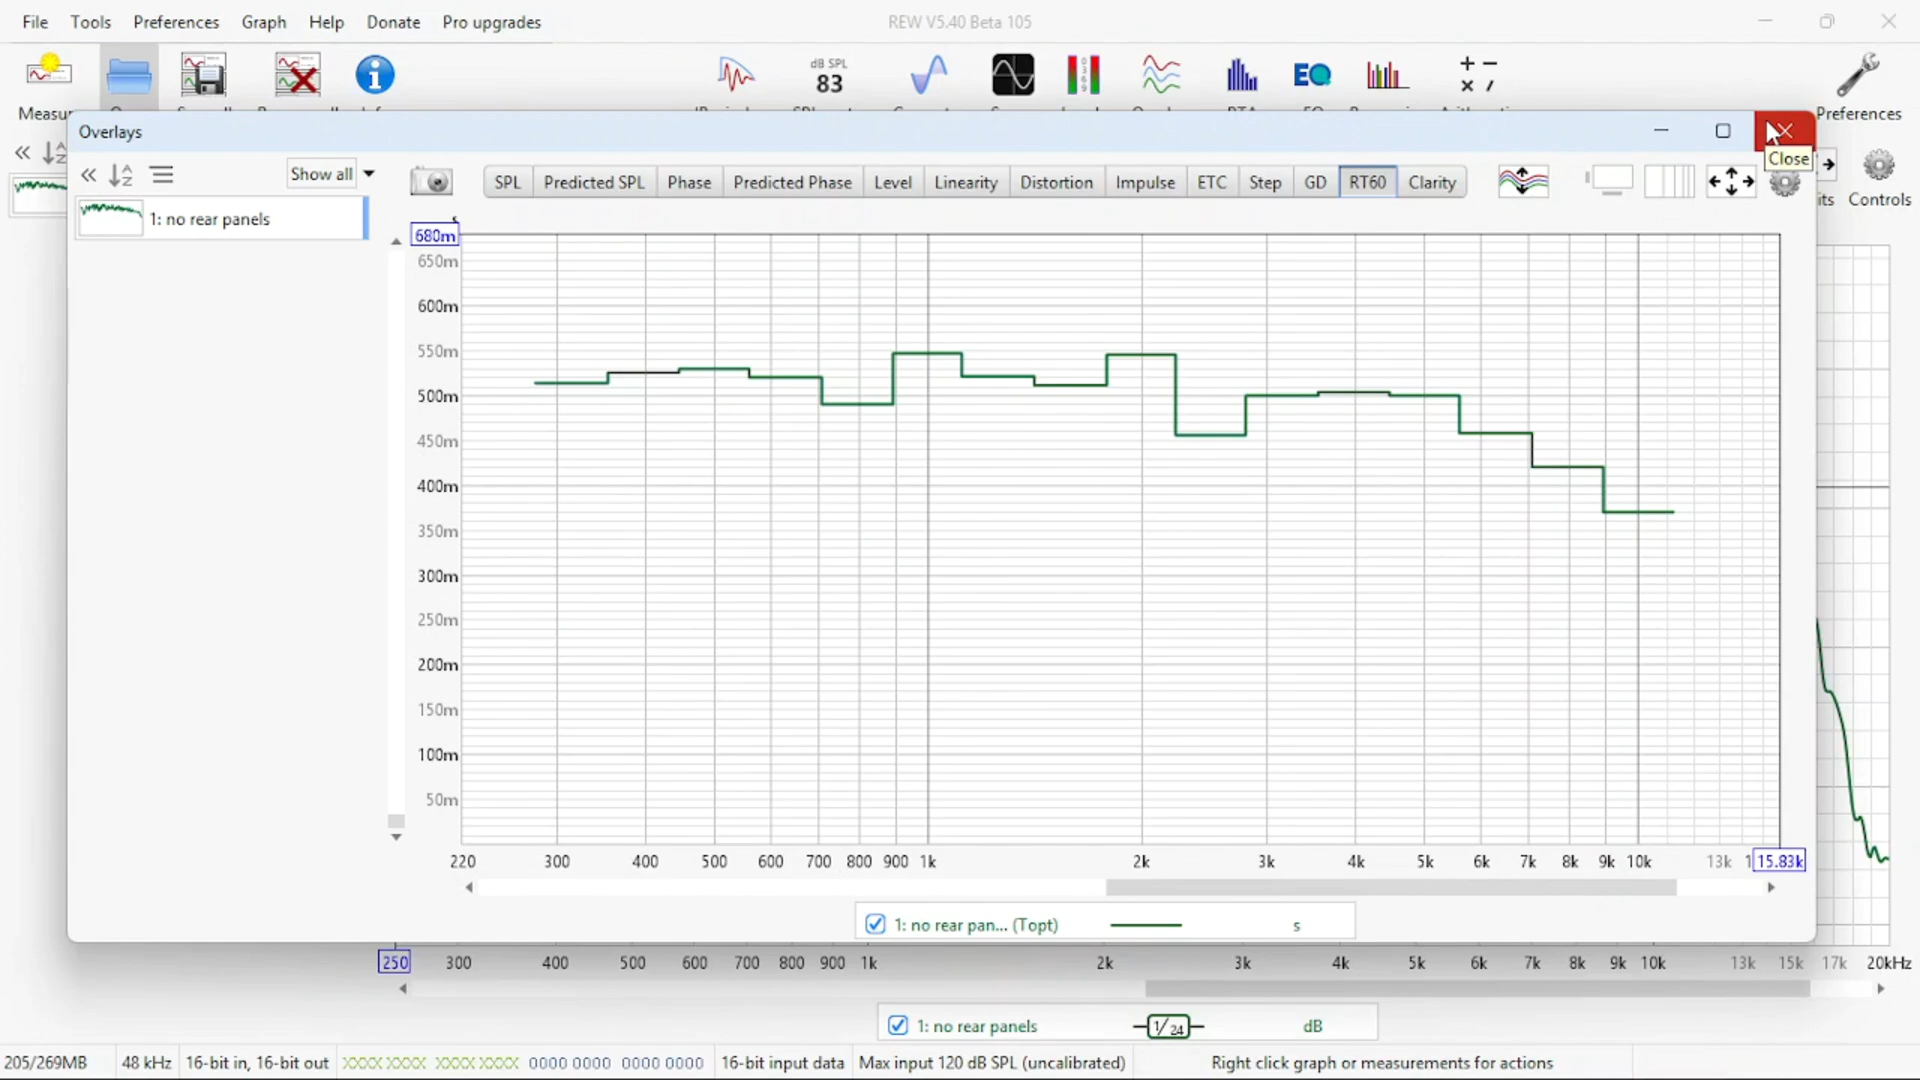 File Tools Preferences Graph Help Donate Pro upgrades
REW V5.40 Beta 105
dB SPL
83
EQ
Preferences
Overlays
Close
Show all
SPL Predicted SPL Phase Predicted Phase Level Linearity Distortion Impulse ETC Step GD RT60 Clarity
Controls
1: no rear panels
680m
650m
600m
550m
500m
450m
400m
350m
300m
250m
200m
150m
100m
50m
220 300 400 500 600 700 800 900 1k 2k 3k 4k 5k 6k 7k 8k 9k 10k 13k 15.83k
1: no rear pan... (Topt) s
250 300 400 500 600 700 800 900 1k 2k 3k 4k 5k 6k 7k 8k 9k 10k 13k 15k 17k 20kHz
1: no rear panels 1/24 dB
205/269MB 48 kHz 16-bit in, 16-bit out XXXX XXXX XXXX XXXX 0000 0000 0000 0000 16-bit input data Max input 120 dB SPL (uncalibrated) Right click graph or measurements for actions